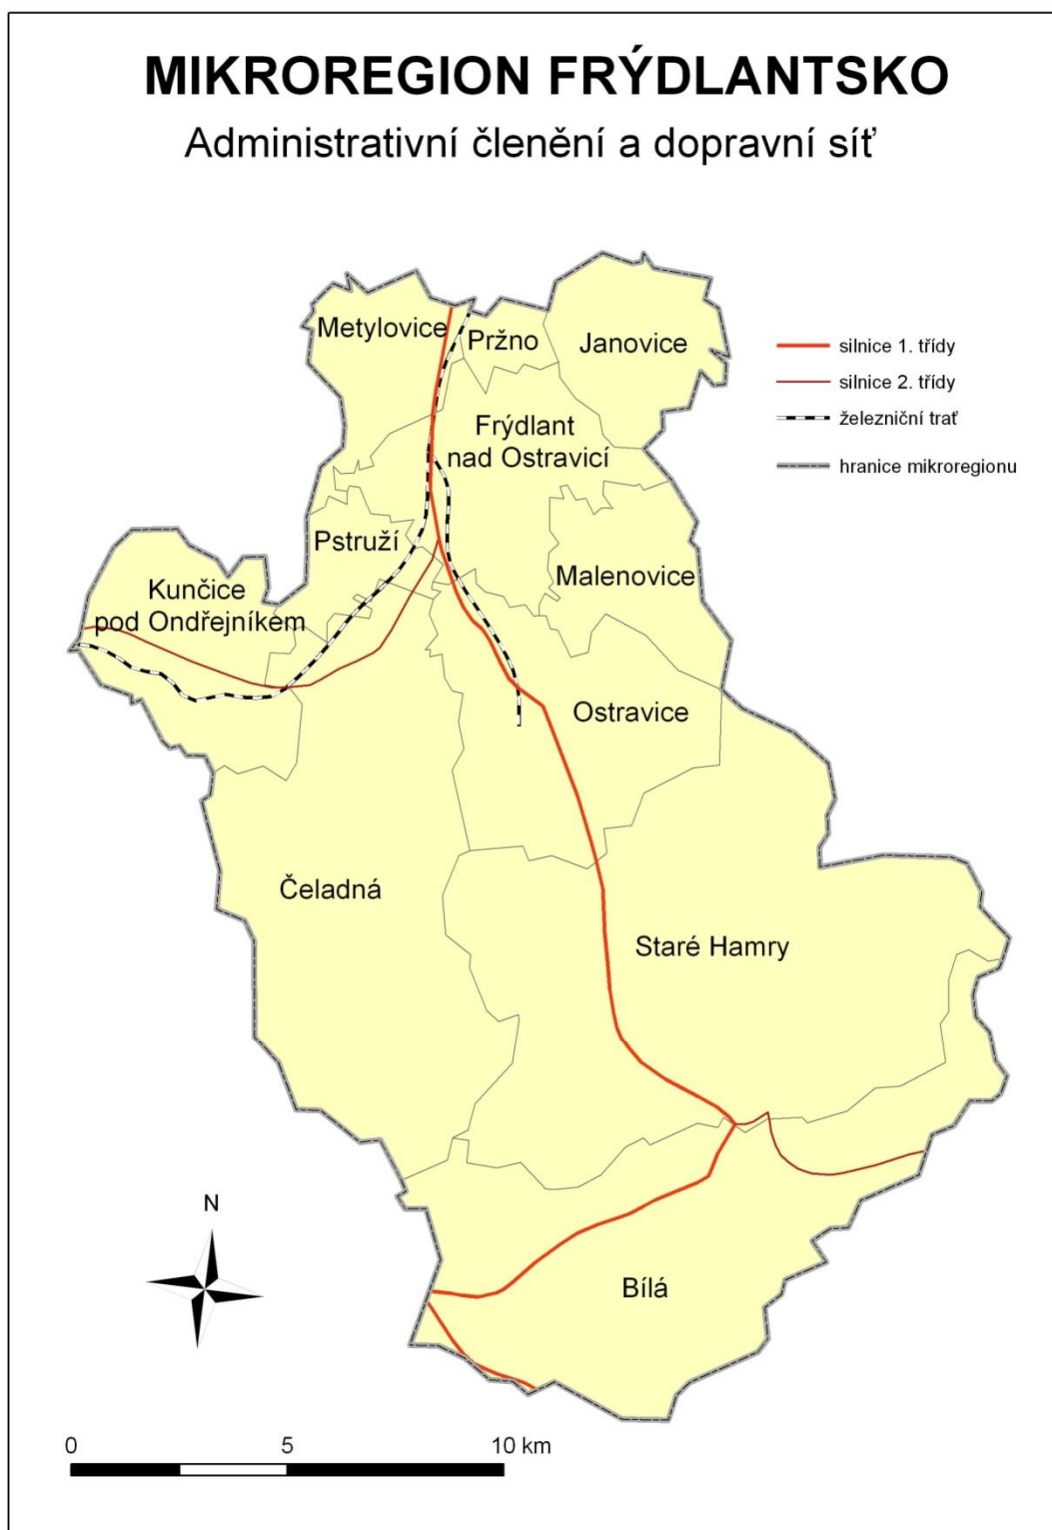 MIKROREGION FRÝDLANTSKO
Administrativní členění a dopravní síť
Metylovice
Pržno
Janovice
silnice 1. třídy
silnice 2. třídy
železniční trať
hranice mikroregionu
Frýdlant
nad Ostravicí
Pstruží
Malenovice
Kunčice
pod Ondřejníkem
Ostravice
Čeladná
Staré Hamry
Bílá
N
0 5 10 km